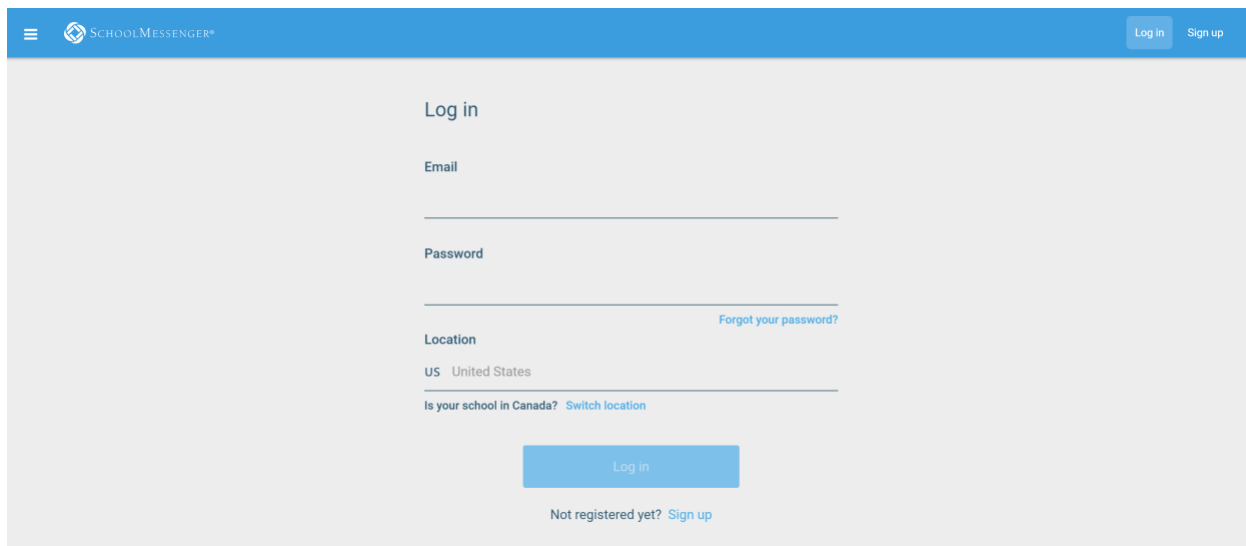 SCHOOLMESSENGER®
Log in
Sign up
Log in
Email
Password
Forgot your password?
Location
US United States
Is your school in Canada? Switch location
Log in
Not registered yet? Sign up